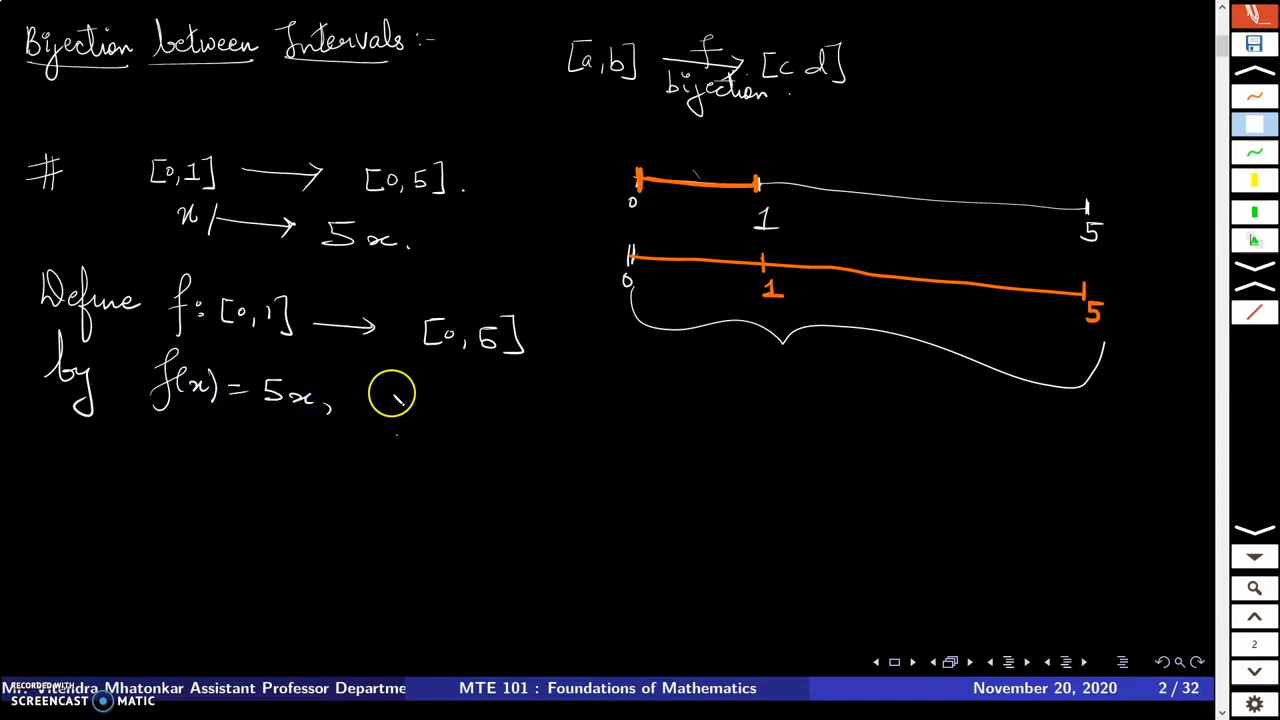 Bijection between Intervals :-
[a,b] f→ bijection. [c d]
# [0,1] → [0,5].
x ↦ 5x.
0 1 5
0 1 5
Define f: [0,1] → [0,5]
by f(x) = 5x,
2
RECORDED WITH
SCREENCAST MATIC
Mr. Vitendra Mhatonkar Assistant Professor Departme
MTE 101 : Foundations of Mathematics
November 20, 2020
2 / 32